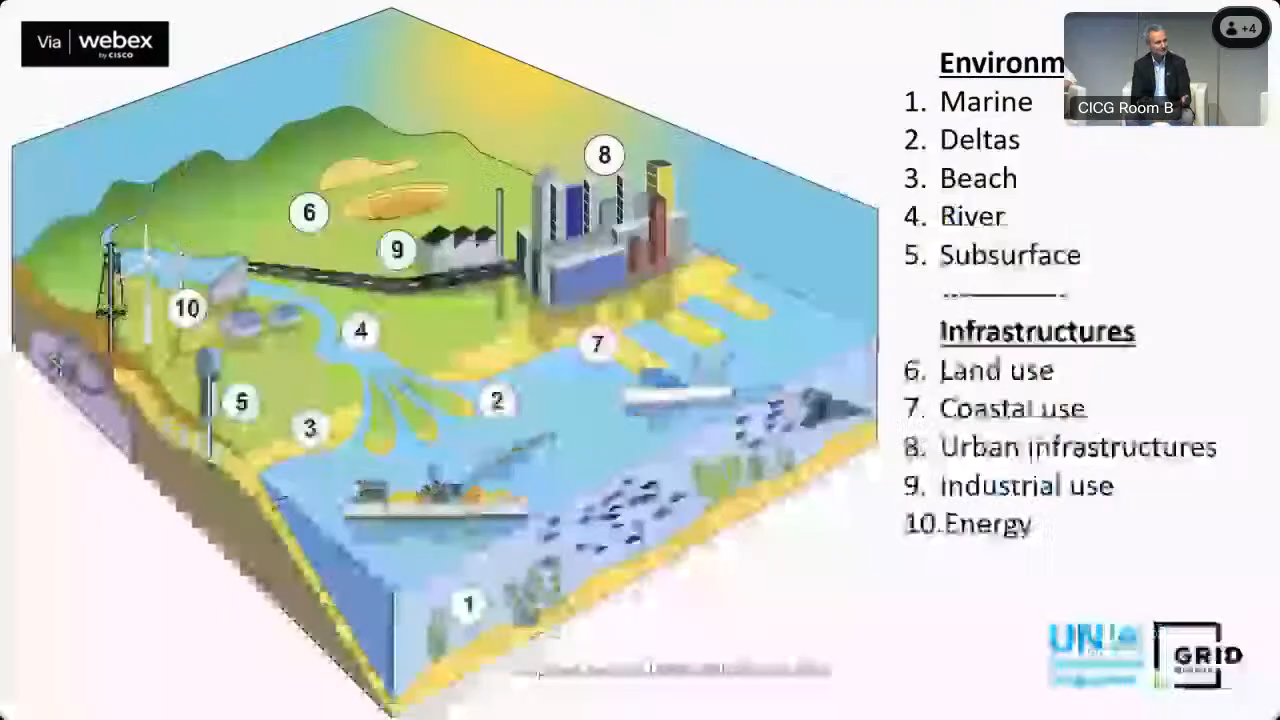 Via webex
by CISCO
+4
CICG Room B
Environm
1. Marine
2. Deltas
3. Beach
4. River
5. Subsurface
Infrastructures
6. Land use
7. Coastal use
8. Urban infrastructures
9. Industrial use
10. Energy
8
6
9
10
4
7
5
2
3
1
UN
GRID